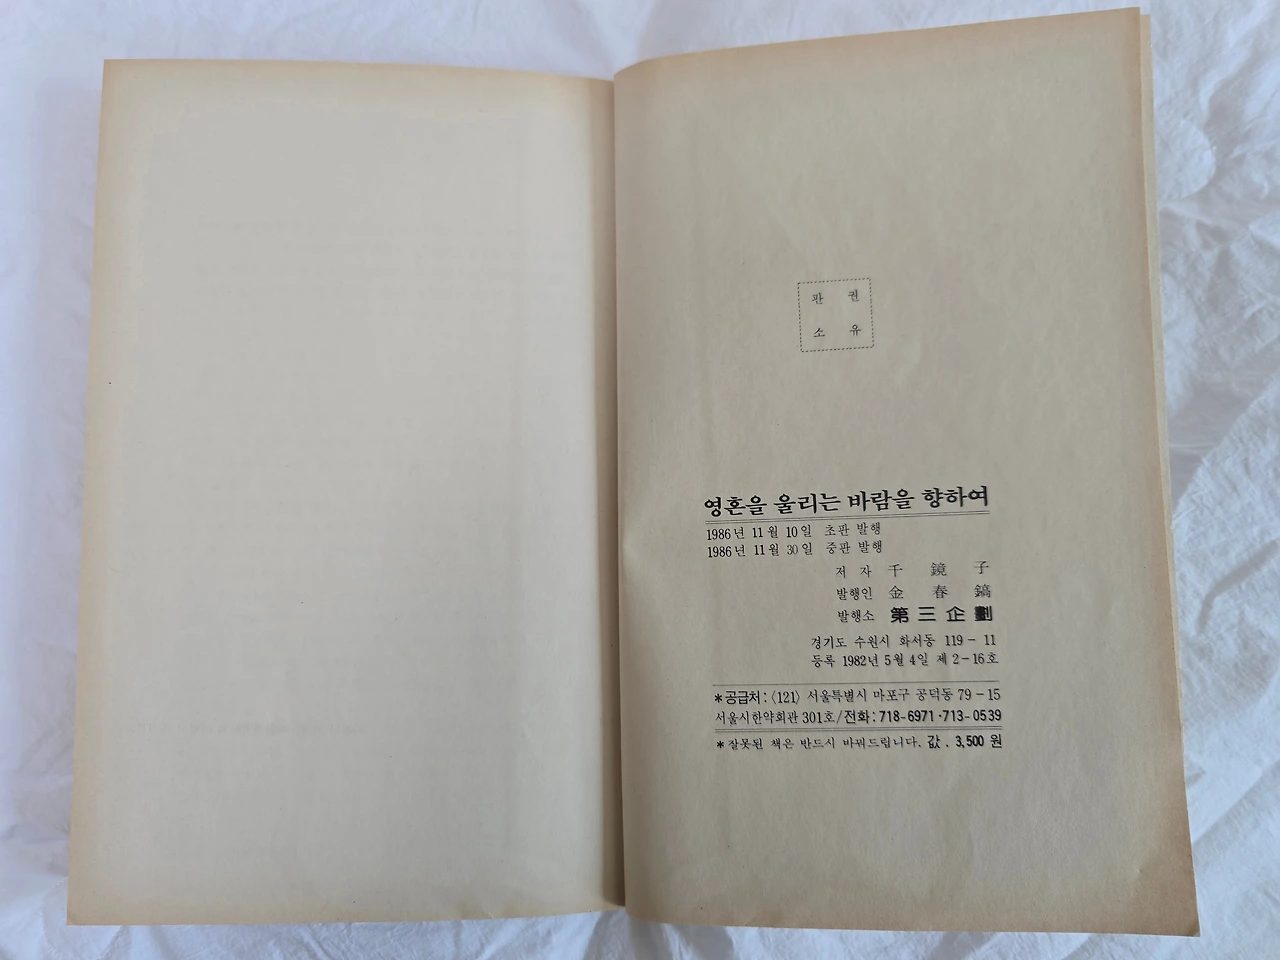 판 권
소 유
영혼을 울리는 바람을 향하여
1986년 11월 10일 초판 발행
1986년 11월 30일 중판 발행
저 자 千 鏡 子
발행인 金 春 鎬
발행소 第三企劃
경기도 수원시 화서동 119-11
등록 1982년 5월 4일 제 2-16호
*공급처:〈121〉서울특별시 마포구 공덕동 79-15
서울시한약회관 301호/전화:718-6971·713-0539
*잘못된 책은 반드시 바꿔드립니다. 값. 3,500 원